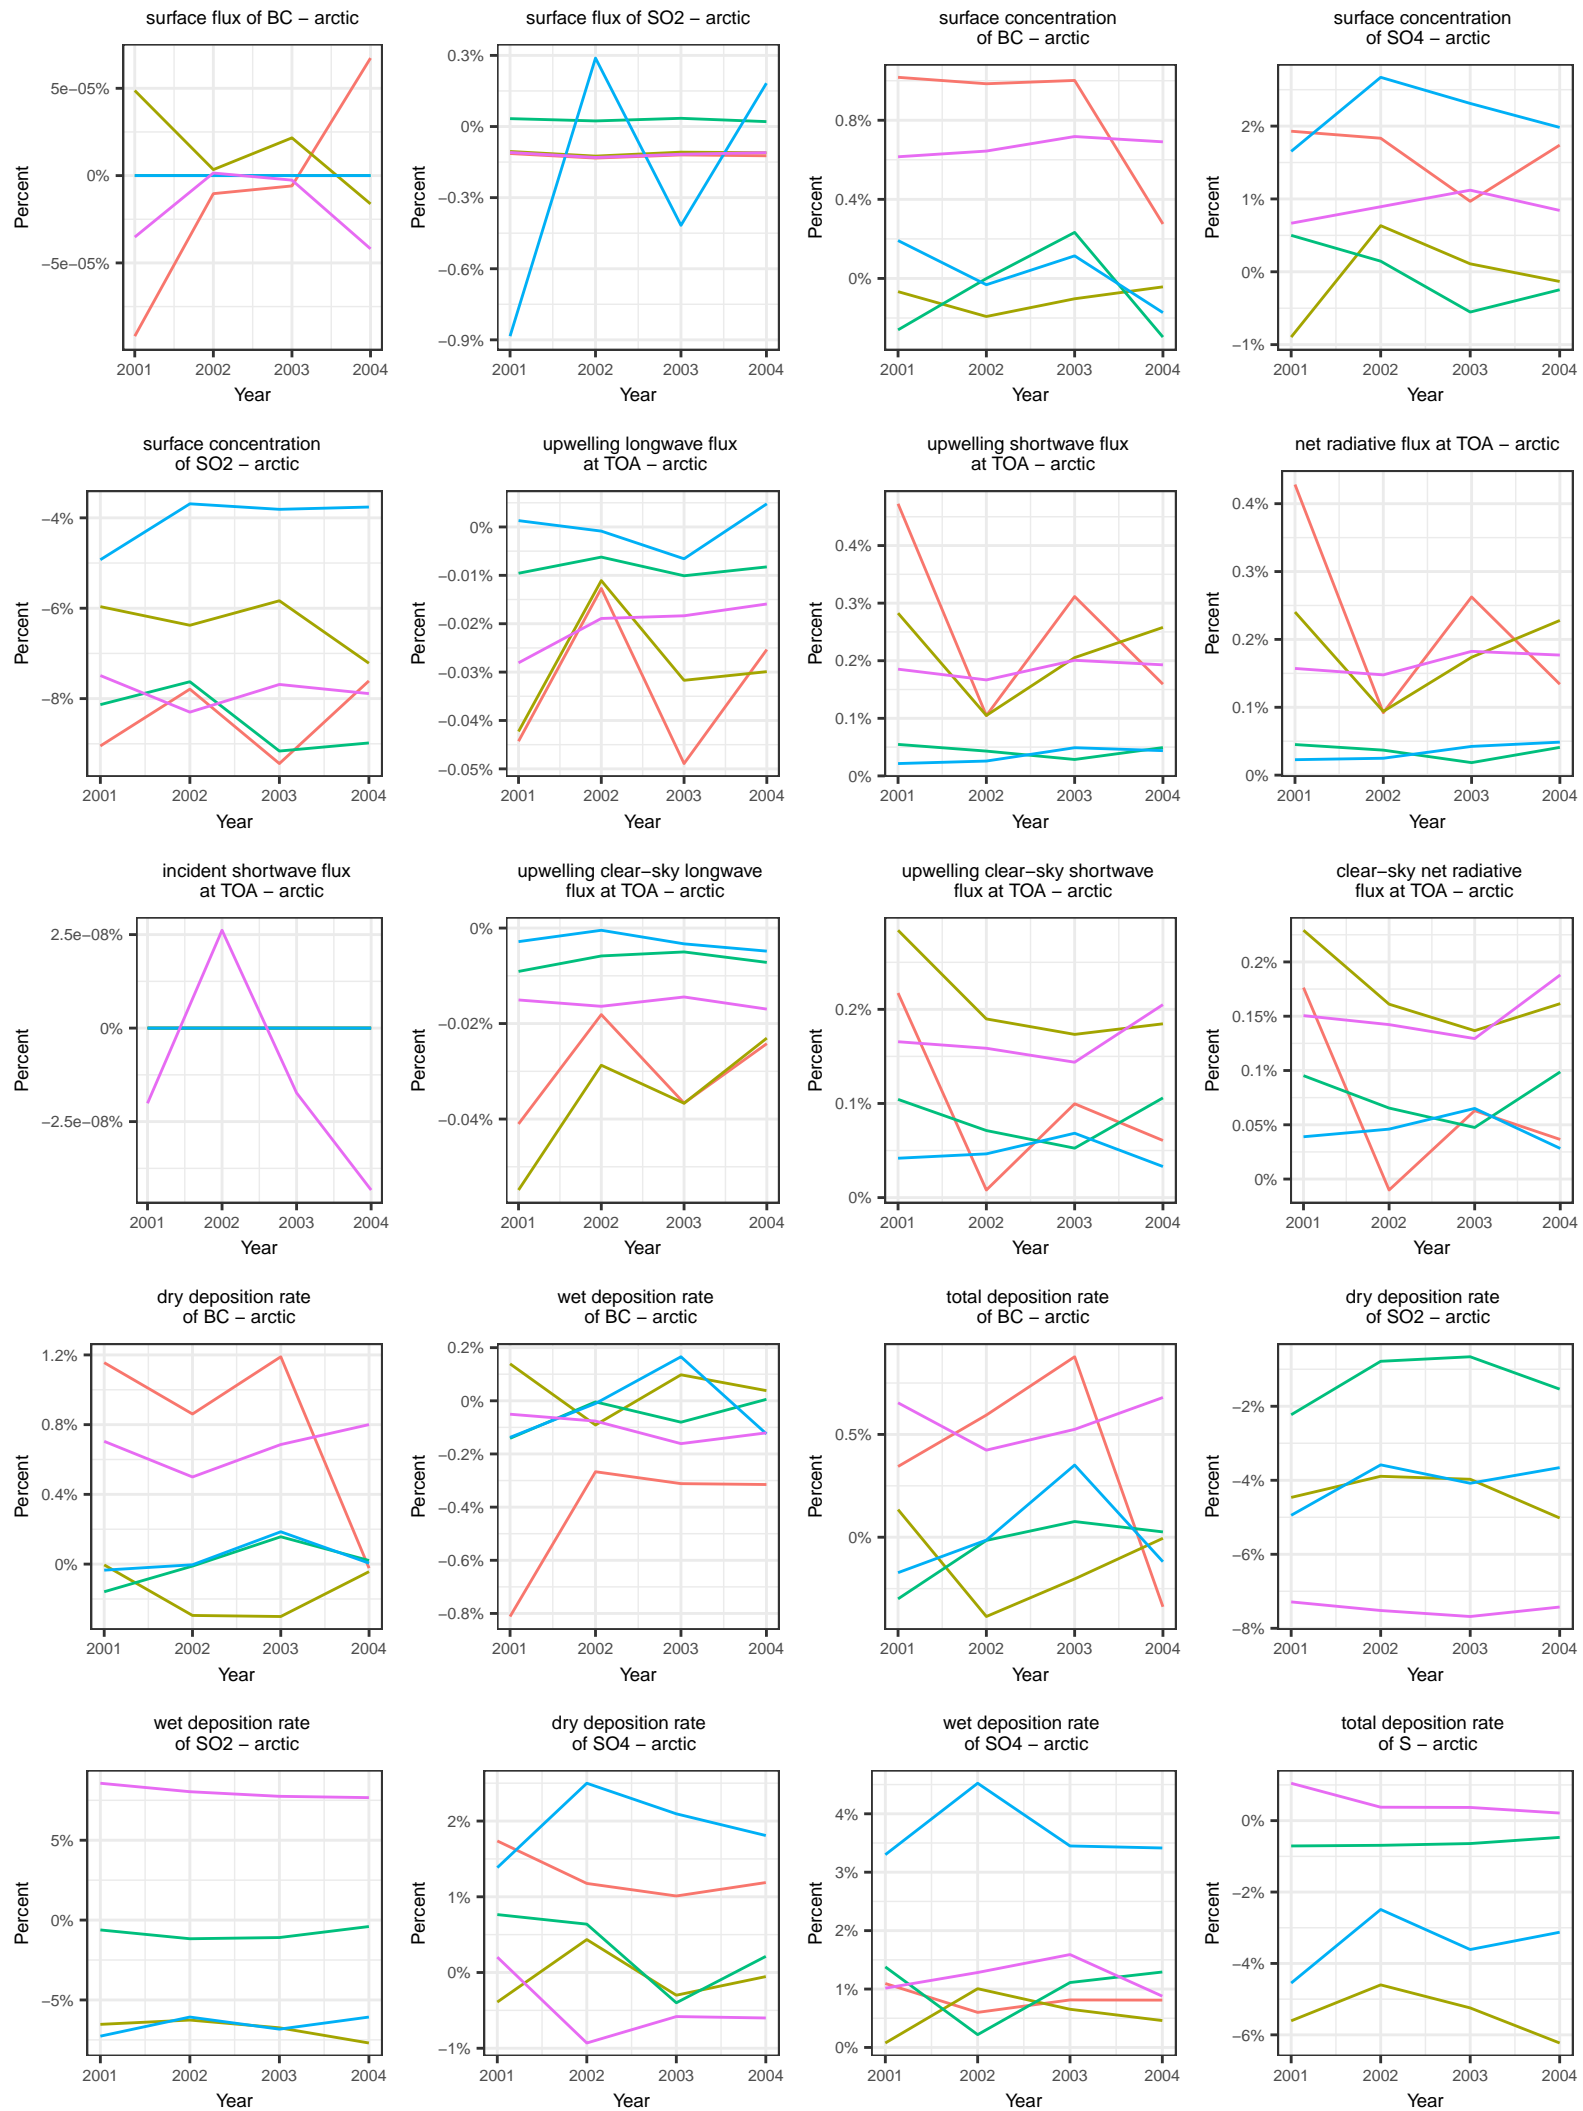 surface flux of BC − arctic
Percent
5e−05%
0%
−5e−05%
2001 2002 2003 2004
Year
surface flux of SO2 − arctic
Percent
0.3%
0%
−0.3%
−0.6%
−0.9%
2001 2002 2003 2004
Year
surface concentration
of BC − arctic
Percent
0.8%
0.4%
0%
2001 2002 2003 2004
Year
surface concentration
of SO4 − arctic
Percent
2%
1%
0%
−1%
2001 2002 2003 2004
Year
surface concentration
of SO2 − arctic
Percent
−4%
−6%
−8%
2001 2002 2003 2004
Year
upwelling longwave flux
at TOA − arctic
Percent
0%
−0.01%
−0.02%
−0.03%
−0.04%
−0.05%
2001 2002 2003 2004
Year
upwelling shortwave flux
at TOA − arctic
Percent
0.4%
0.3%
0.2%
0.1%
0%
2001 2002 2003 2004
Year
net radiative flux at TOA − arctic
Percent
0.4%
0.3%
0.2%
0.1%
0%
2001 2002 2003 2004
Year
incident shortwave flux
at TOA − arctic
Percent
2.5e−08%
0%
−2.5e−08%
2001 2002 2003 2004
Year
upwelling clear−sky longwave
flux at TOA − arctic
Percent
0%
−0.02%
−0.04%
2001 2002 2003 2004
Year
upwelling clear−sky shortwave
flux at TOA − arctic
Percent
0.2%
0.1%
0%
2001 2002 2003 2004
Year
clear−sky net radiative
flux at TOA − arctic
Percent
0.2%
0.15%
0.1%
0.05%
0%
2001 2002 2003 2004
Year
dry deposition rate
of BC − arctic
Percent
1.2%
0.8%
0.4%
0%
2001 2002 2003 2004
Year
wet deposition rate
of BC − arctic
Percent
0.2%
0%
−0.2%
−0.4%
−0.6%
−0.8%
2001 2002 2003 2004
Year
total deposition rate
of BC − arctic
Percent
0.5%
0%
2001 2002 2003 2004
Year
dry deposition rate
of SO2 − arctic
Percent
−2%
−4%
−6%
−8%
2001 2002 2003 2004
Year
wet deposition rate
of SO2 − arctic
Percent
5%
0%
−5%
2001 2002 2003 2004
Year
dry deposition rate
of SO4 − arctic
Percent
2%
1%
0%
−1%
2001 2002 2003 2004
Year
wet deposition rate
of SO4 − arctic
Percent
4%
3%
2%
1%
0%
2001 2002 2003 2004
Year
total deposition rate
of S − arctic
Percent
0%
−2%
−4%
−6%
2001 2002 2003 2004
Year